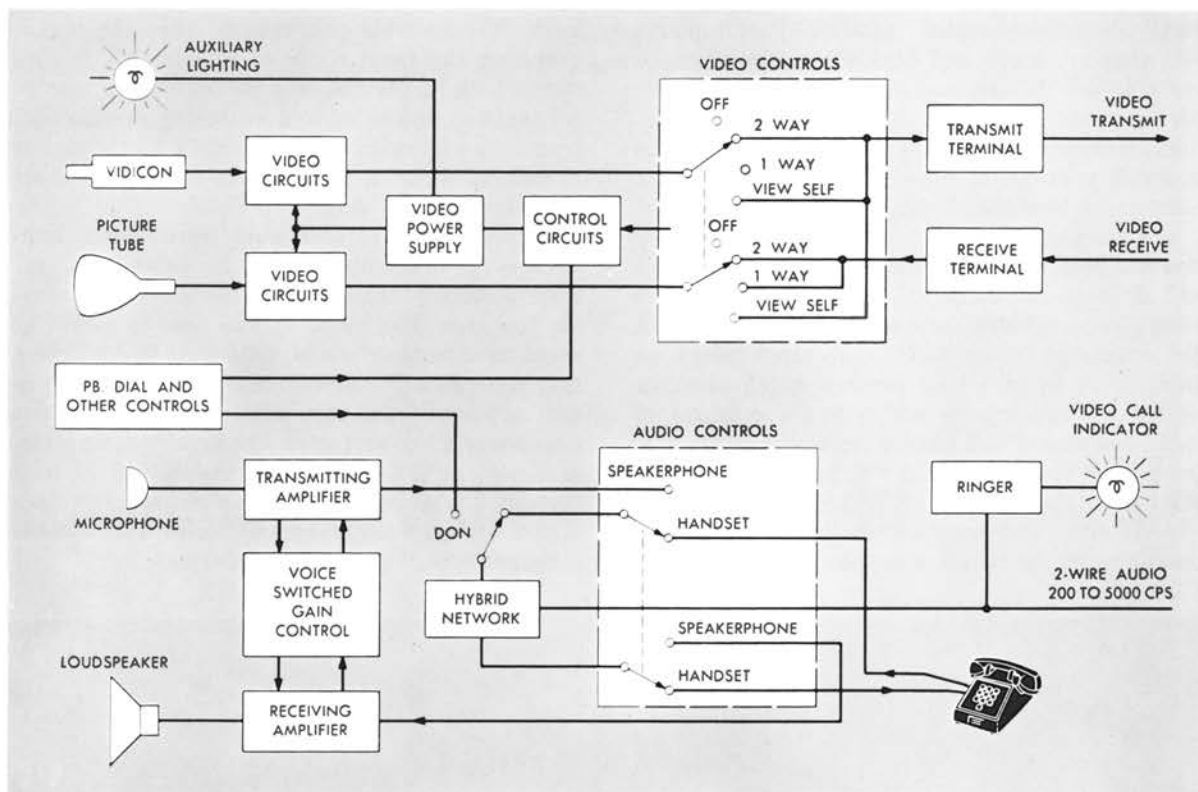 AUXILIARY
LIGHTING
VIDICON
VIDEO
CIRCUITS
PICTURE
TUBE
VIDEO
CIRCUITS
VIDEO
POWER
SUPPLY
CONTROL
CIRCUITS
VIDEO CONTROLS
OFF
2 WAY
1 WAY
VIEW SELF
OFF
2 WAY
1 WAY
VIEW SELF
TRANSMIT
TERMINAL
VIDEO
TRANSMIT
RECEIVE
TERMINAL
VIDEO
RECEIVE
PB. DIAL AND
OTHER CONTROLS
MICROPHONE
TRANSMITTING
AMPLIFIER
VOICE
SWITCHED
GAIN
CONTROL
LOUDSPEAKER
RECEIVING
AMPLIFIER
DON
HYBRID
NETWORK
AUDIO CONTROLS
SPEAKERPHONE
HANDSET
SPEAKERPHONE
HANDSET
RINGER
VIDEO CALL
INDICATOR
2-WIRE AUDIO
200 TO 5000 CPS